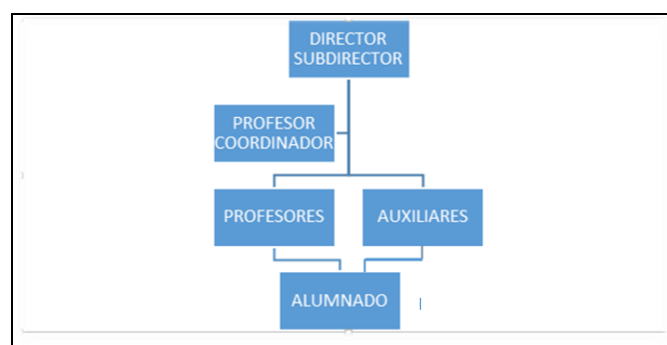 DIRECTOR
SUBDIRECTOR
PROFESOR
COORDINADOR
PROFESORES
AUXILIARES
ALUMNADO